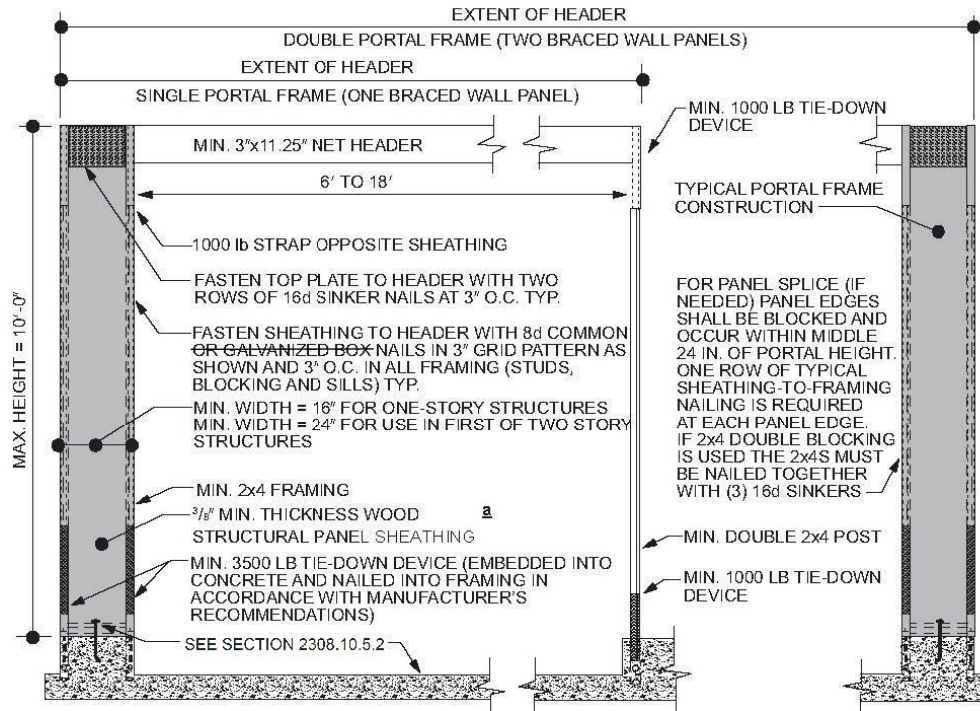 EXTENT OF HEADER
DOUBLE PORTAL FRAME (TWO BRACED WALL PANELS)
EXTENT OF HEADER
SINGLE PORTAL FRAME (ONE BRACED WALL PANEL)
MIN. 1000 LB TIE-DOWN
DEVICE
MIN. 3"x11.25" NET HEADER
6' TO 18'
TYPICAL PORTAL FRAME
CONSTRUCTION
1000 lb STRAP OPPOSITE SHEATHING
FASTEN TOP PLATE TO HEADER WITH TWO
ROWS OF 16d SINKER NAILS AT 3" O.C. TYP.
FASTEN SHEATHING TO HEADER WITH 8d COMMON
OR GALVANIZED BOX NAILS IN 3" GRID PATTERN AS
SHOWN AND 3" O.C. IN ALL FRAMING (STUDS,
BLOCKING AND SILLS) TYP.
MIN. WIDTH = 16" FOR ONE-STORY STRUCTURES
MIN. WIDTH = 24" FOR USE IN FIRST OF TWO STORY
STRUCTURES
FOR PANEL SPLICE (IF
NEEDED) PANEL EDGES
SHALL BE BLOCKED AND
OCCUR WITHIN MIDDLE
24 IN. OF PORTAL HEIGHT.
ONE ROW OF TYPICAL
SHEATHING-TO-FRAMING
NAILING IS REQUIRED
AT EACH PANEL EDGE.
IF 2x4 DOUBLE BLOCKING
IS USED THE 2x4S MUST
BE NAILED TOGETHER
WITH (3) 16d SINKERS
MAX. HEIGHT = 10'-0"
MIN. 2x4 FRAMING
3/8" MIN. THICKNESS WOOD a
STRUCTURAL PANEL SHEATHING
MIN. 3500 LB TIE-DOWN DEVICE (EMBEDDED INTO
CONCRETE AND NAILED INTO FRAMING IN
ACCORDANCE WITH MANUFACTURER'S
RECOMMENDATIONS)
MIN. DOUBLE 2x4 POST
MIN. 1000 LB TIE-DOWN
DEVICE
SEE SECTION 2308.10.5.2